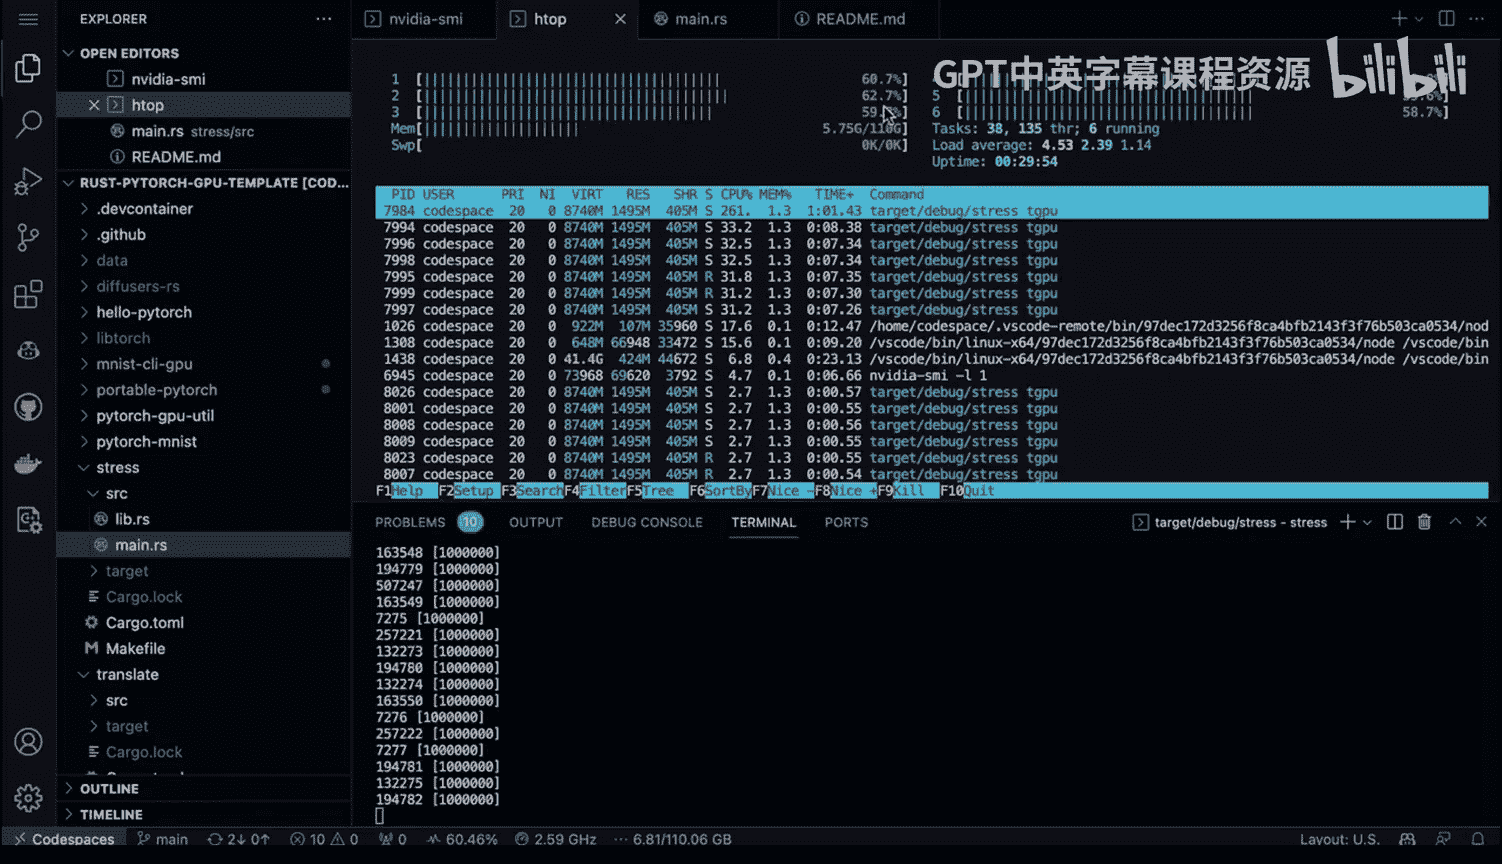 EXPLORER
OPEN EDITORS
nvidia-smi
htop
main.rs stress/src
README.md
RUST-PYTORCH-GPU-TEMPLATE [COD...
.devcontainer
.github
data
diffusers-rs
hello-pytorch
libtorch
mnist-cli-gpu
portable-pytorch
pytorch-gpu-util
pytorch-mnist
stress
src
lib.rs
main.rs
target
Cargo.lock
Cargo.toml
Makefile
translate
src
target
Cargo.lock
OUTLINE
TIMELINE
nvidia-smi
htop
main.rs
README.md
GPT中英字幕课程资源 bilibili
1 [ 60.7%]
2 [ 62.7%] 5 [
3 [ 6 [ 58.7%]
Mem[ 5.75G/110G] Tasks: 38, 135 thr; 6 running
Swp[ 0K/0K] Load average: 4.53 2.39 1.14
Uptime: 00:29:54
PID USER PRI NI VIRT RES SHR S CPU% MEM% TIME+ Command
7984 codespace 20 0 8740M 1495M 405M S 261. 1.3 1:01.43 target/debug/stress tgpu
7994 codespace 20 0 8740M 1495M 405M S 33.2 1.3 0:08.38 target/debug/stress tgpu
7996 codespace 20 0 8740M 1495M 405M S 32.5 1.3 0:07.34 target/debug/stress tgpu
7998 codespace 20 0 8740M 1495M 405M S 32.5 1.3 0:07.34 target/debug/stress tgpu
7995 codespace 20 0 8740M 1495M 405M R 31.8 1.3 0:07.35 target/debug/stress tgpu
7999 codespace 20 0 8740M 1495M 405M R 31.2 1.3 0:07.30 target/debug/stress tgpu
7997 codespace 20 0 8740M 1495M 405M S 31.2 1.3 0:07.26 target/debug/stress tgpu
1026 codespace 20 0 922M 107M 35960 S 17.6 0.1 0:12.47 /home/codespace/.vscode-remote/bin/97dec172d3256f8ca4bfb2143f3f76b503ca0534/nod
1308 codespace 20 0 648M 66948 33472 S 15.6 0.1 0:09.20 /vscode/bin/linux-x64/97dec172d3256f8ca4bfb2143f3f76b503ca0534/node /vscode/bin
1438 codespace 20 0 41.4G 424M 44672 S 6.8 0.4 0:23.13 /vscode/bin/linux-x64/97dec172d3256f8ca4bfb2143f3f76b503ca0534/node /vscode/bin
6945 codespace 20 0 73968 69620 3792 S 4.7 0.1 0:06.66 nvidia-smi -l 1
8026 codespace 20 0 8740M 1495M 405M S 2.7 1.3 0:00.57 target/debug/stress tgpu
8001 codespace 20 0 8740M 1495M 405M S 2.7 1.3 0:00.55 target/debug/stress tgpu
8008 codespace 20 0 8740M 1495M 405M S 2.7 1.3 0:00.56 target/debug/stress tgpu
8009 codespace 20 0 8740M 1495M 405M S 2.7 1.3 0:00.55 target/debug/stress tgpu
8023 codespace 20 0 8740M 1495M 405M R 2.7 1.3 0:00.55 target/debug/stress tgpu
8007 codespace 20 0 8740M 1495M 405M R 2.7 1.3 0:00.54 target/debug/stress tgpu
F1Help F2Setup F3SearchF4FilterF5Tree F6SortByF7Nice -F8Nice +F9Kill F10Quit
PROBLEMS 10 OUTPUT DEBUG CONSOLE TERMINAL PORTS target/debug/stress - stress
163548 [1000000]
194779 [1000000]
507247 [1000000]
163549 [1000000]
7275 [1000000]
257221 [1000000]
132273 [1000000]
194780 [1000000]
132274 [1000000]
163550 [1000000]
7276 [1000000]
257222 [1000000]
7277 [1000000]
194781 [1000000]
132275 [1000000]
194782 [1000000]
Codespaces main 2↓ 0↑ 10 0 0 60.46% 2.59 GHz 6.81/110.06 GB Layout: U.S.